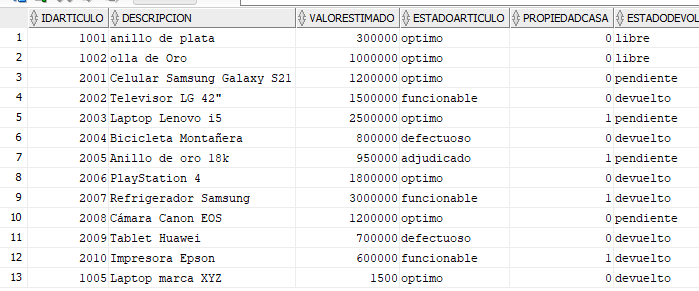 IDARTICULO DESCRIPCION VALORESTIMADO ESTADOARTICULO PROPIEDADCASA ESTADODEVOL
1 1001 anillo de plata 300000 optimo 0 libre
2 1002 olla de Oro 1000000 optimo 0 libre
3 2001 Celular Samsung Galaxy S21 1200000 optimo 0 pendiente
4 2002 Televisor LG 42" 1500000 funcionable 0 devuelto
5 2003 Laptop Lenovo i5 2500000 optimo 1 pendiente
6 2004 Bicicleta Montañera 800000 defectuoso 0 devuelto
7 2005 Anillo de oro 18k 950000 adjudicado 1 pendiente
8 2006 PlayStation 4 1800000 optimo 0 devuelto
9 2007 Refrigerador Samsung 3000000 funcionable 1 devuelto
10 2008 Cámara Canon EOS 1200000 optimo 0 pendiente
11 2009 Tablet Huawei 700000 defectuoso 0 devuelto
12 2010 Impresora Epson 600000 funcionable 1 devuelto
13 1005 Laptop marca XYZ 1500 optimo 0 devuelto